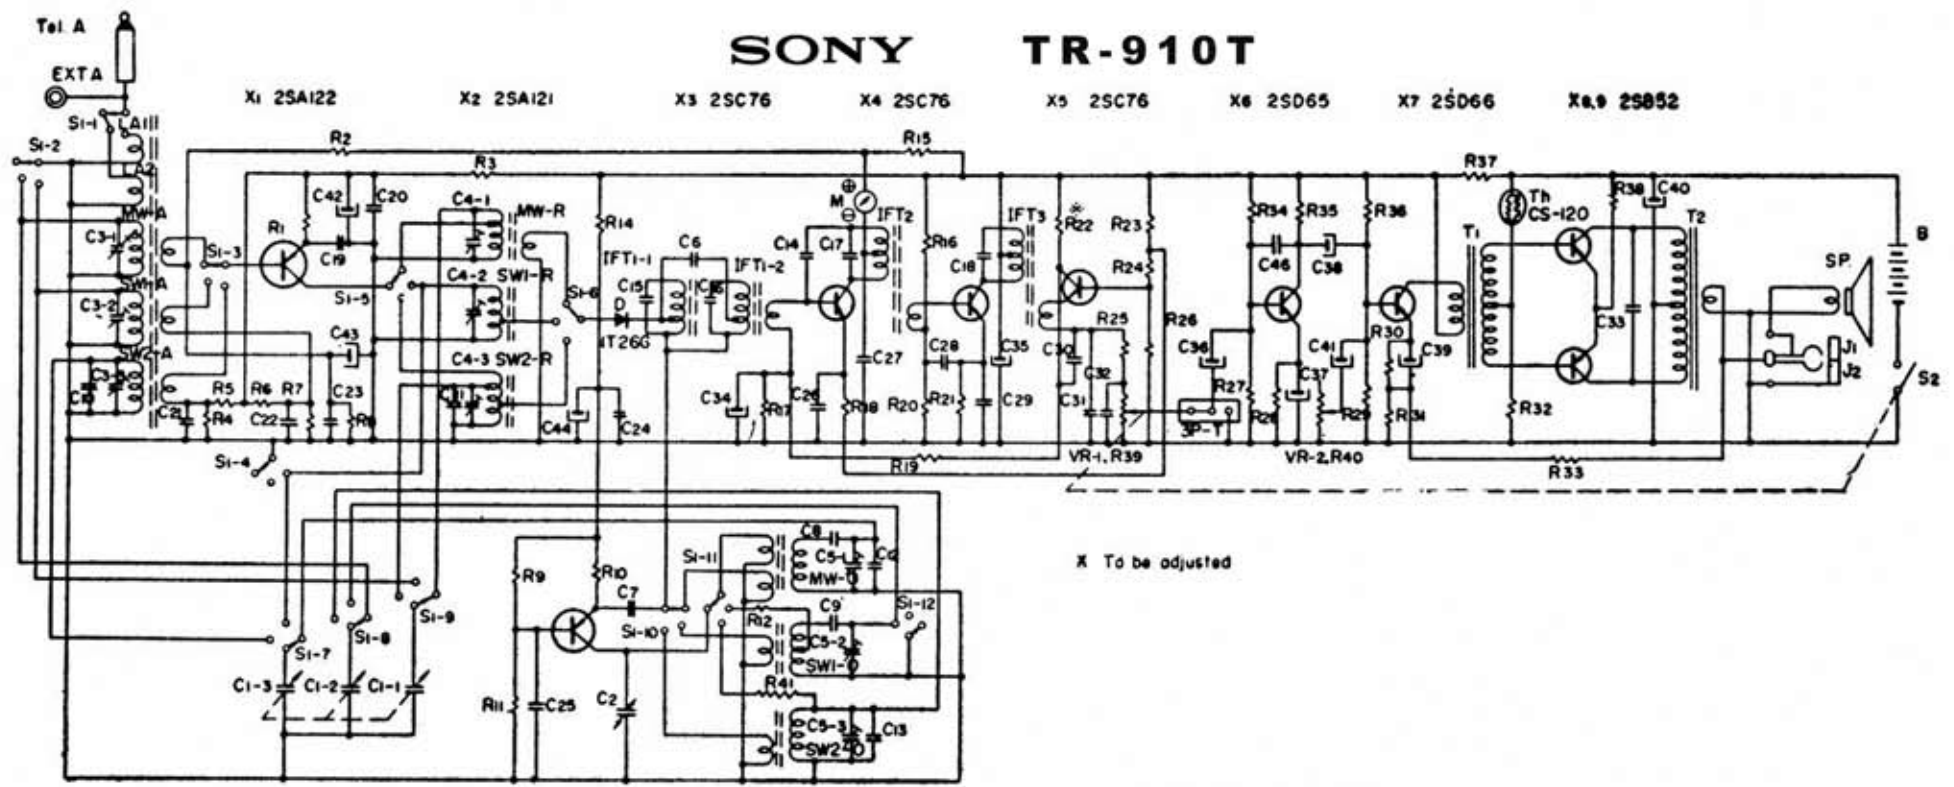 Tel. A
SONY TR-910T
EXT A
X1 2SA122 X2 2SA121 X3 2SC76 X4 2SC76 X5 2SC76 X6 2SD65 X7 2SD66 X8,9 2SB52
S1-1 LA1
S1-2 R2 R15
LA2 R3 R37
C42 C20 C4-1 M ⊕ ⊖ R38 C40
MW-A MW-R R14 IFT2 IFT3 * R22 R23 R34 R35 R36 Th CS-120 T2
C3-1 R1 C19 C6 C14 C17 R16 C18 T1 B
S1-3 IFT1-1 IFT1-2 R24 C46 C38 SP.
SW1-A C4-2 SW1-R C15
S1-5 S1-6
C3-2 D 1T26G R25 R26 C33
C43 C4-3 SW2-R C27 C28 C35 C30 C32 C36 C41 R30 C39 J1
SW2-A J2
C10 R5 R6 R7 C23 C34 R17 C26 R18 R20 R21 C29 C31 R27 C37 R32 S2
C21 R4 C22 R8 C44 C24 3P-T R28 R29 R31
S1-4 R19 VR-1, R39 VR-2, R40 R33
C8
S1-11 C5-1 C12
R9 R10 MW-O * To be adjusted
C7 C9 S1-12
S1-9 R12
S1-8 S1-10 C5-2
S1-7 SW1-O
C1-3 C1-2 C1-1 R41
R11 C25 C2 C5-3 C13
SW2-O